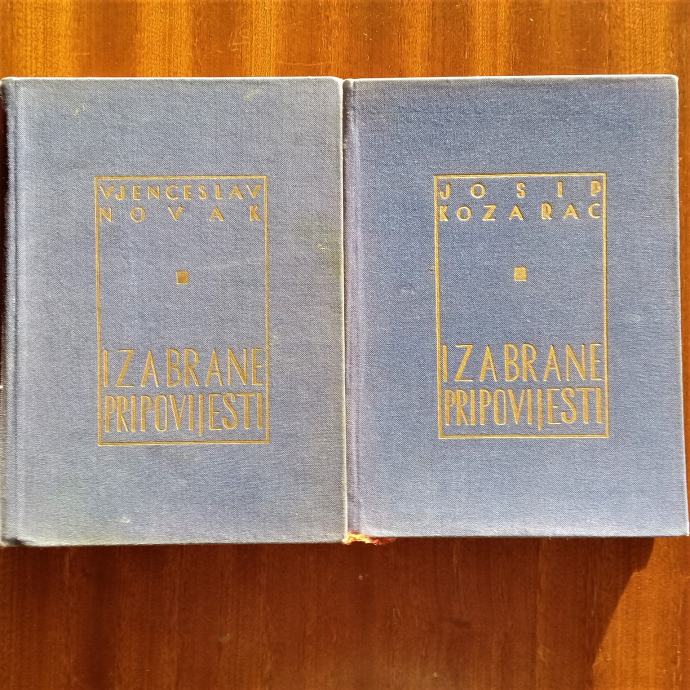 VJENCESLAV
NOVAK
IZABRANE
PRIPOVIJESTI
JOSIP
KOZARAC
IZABRANE
PRIPOVIJESTI